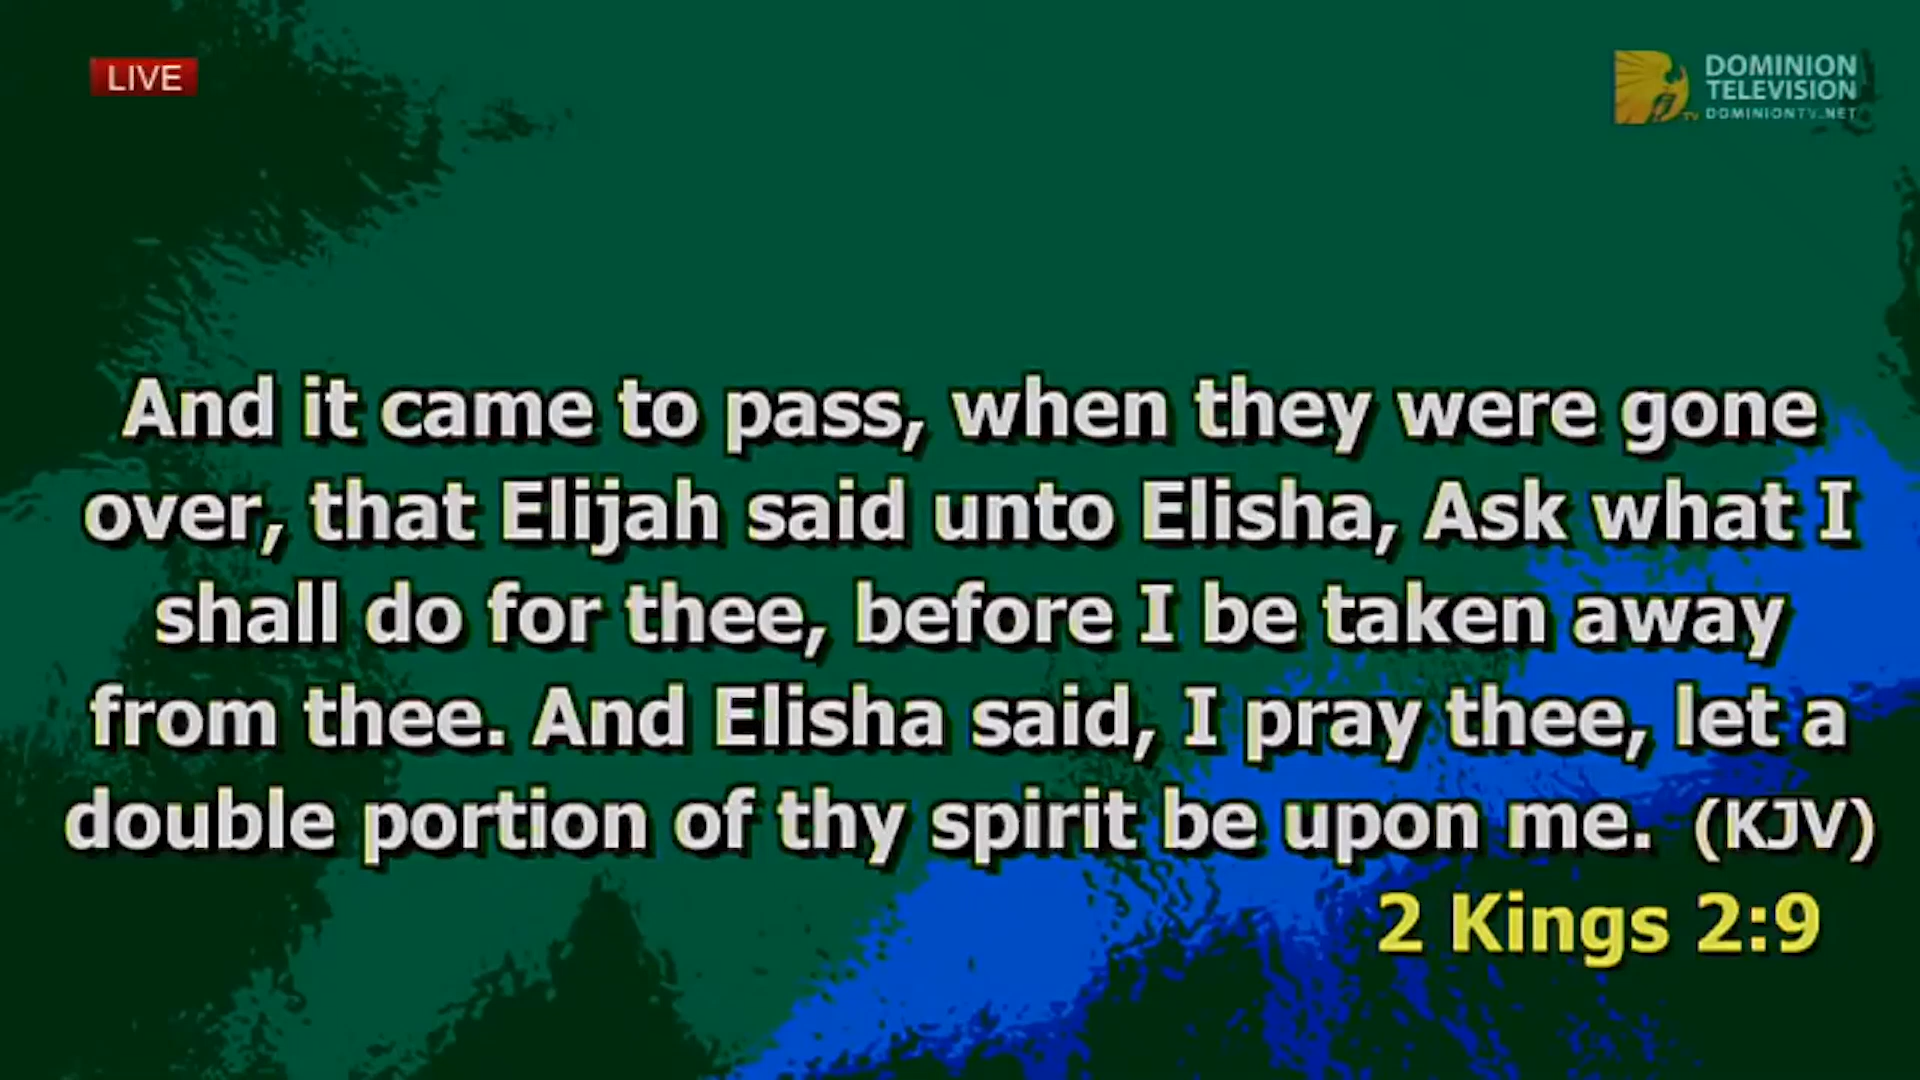 LIVE
DOMINION
TELEVISION
TV
DOMINIONTV.NET
And it came to pass, when they were gone
over, that Elijah said unto Elisha, Ask what I
shall do for thee, before I be taken away
from thee. And Elisha said, I pray thee, let a
double portion of thy spirit be upon me. (KJV)
2 Kings 2:9